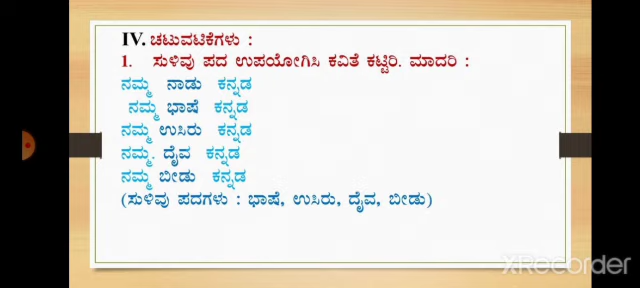 IV. ಚಟುವಟಿಕೆಗಳು :
1. ಸುಳಿವು ಪದ ಉಪಯೋಗಿಸಿ ಕವಿತೆ ಕಟ್ಟಿರಿ. ಮಾದರಿ :
ನಮ್ಮ ನಾಡು ಕನ್ನಡ
ನಮ್ಮ ಭಾಷೆ ಕನ್ನಡ
ನಮ್ಮ ಉಸಿರು ಕನ್ನಡ
ನಮ್ಮ. ದೈವ ಕನ್ನಡ
ನಮ್ಮ ಬೀಡು ಕನ್ನಡ
(ಸುಳಿವು ಪದಗಳು : ಭಾಷೆ, ಉಸಿರು, ದೈವ, ಬೀಡು)
XRecorder